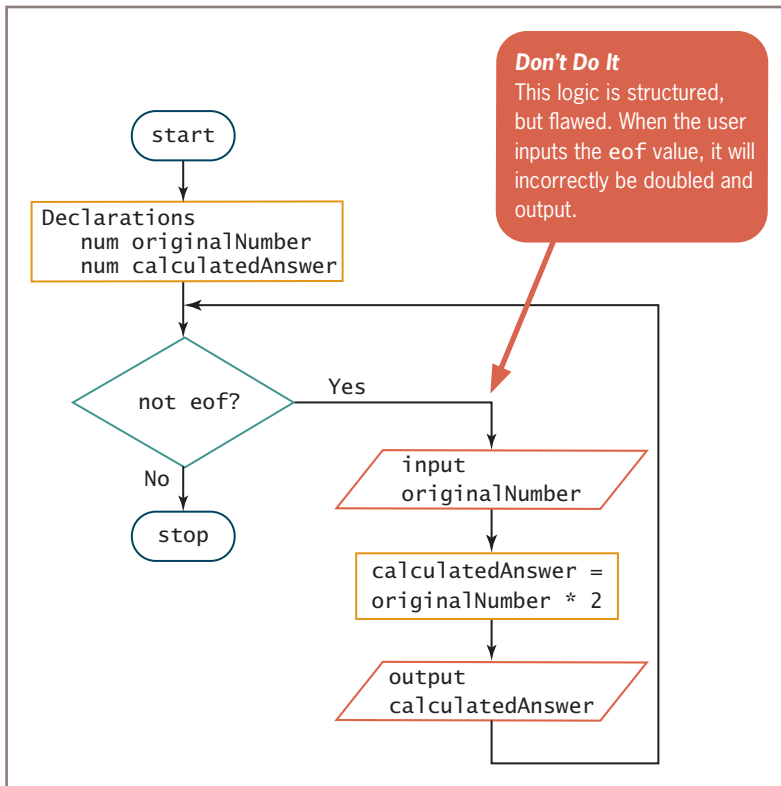 Don't Do It
This logic is structured,
but flawed. When the user
inputs the eof value, it will
incorrectly be doubled and
output.
start
Declarations
num originalNumber
num calculatedAnswer
not eof?
Yes
No
stop
input
originalNumber
calculatedAnswer =
originalNumber * 2
output
calculatedAnswer